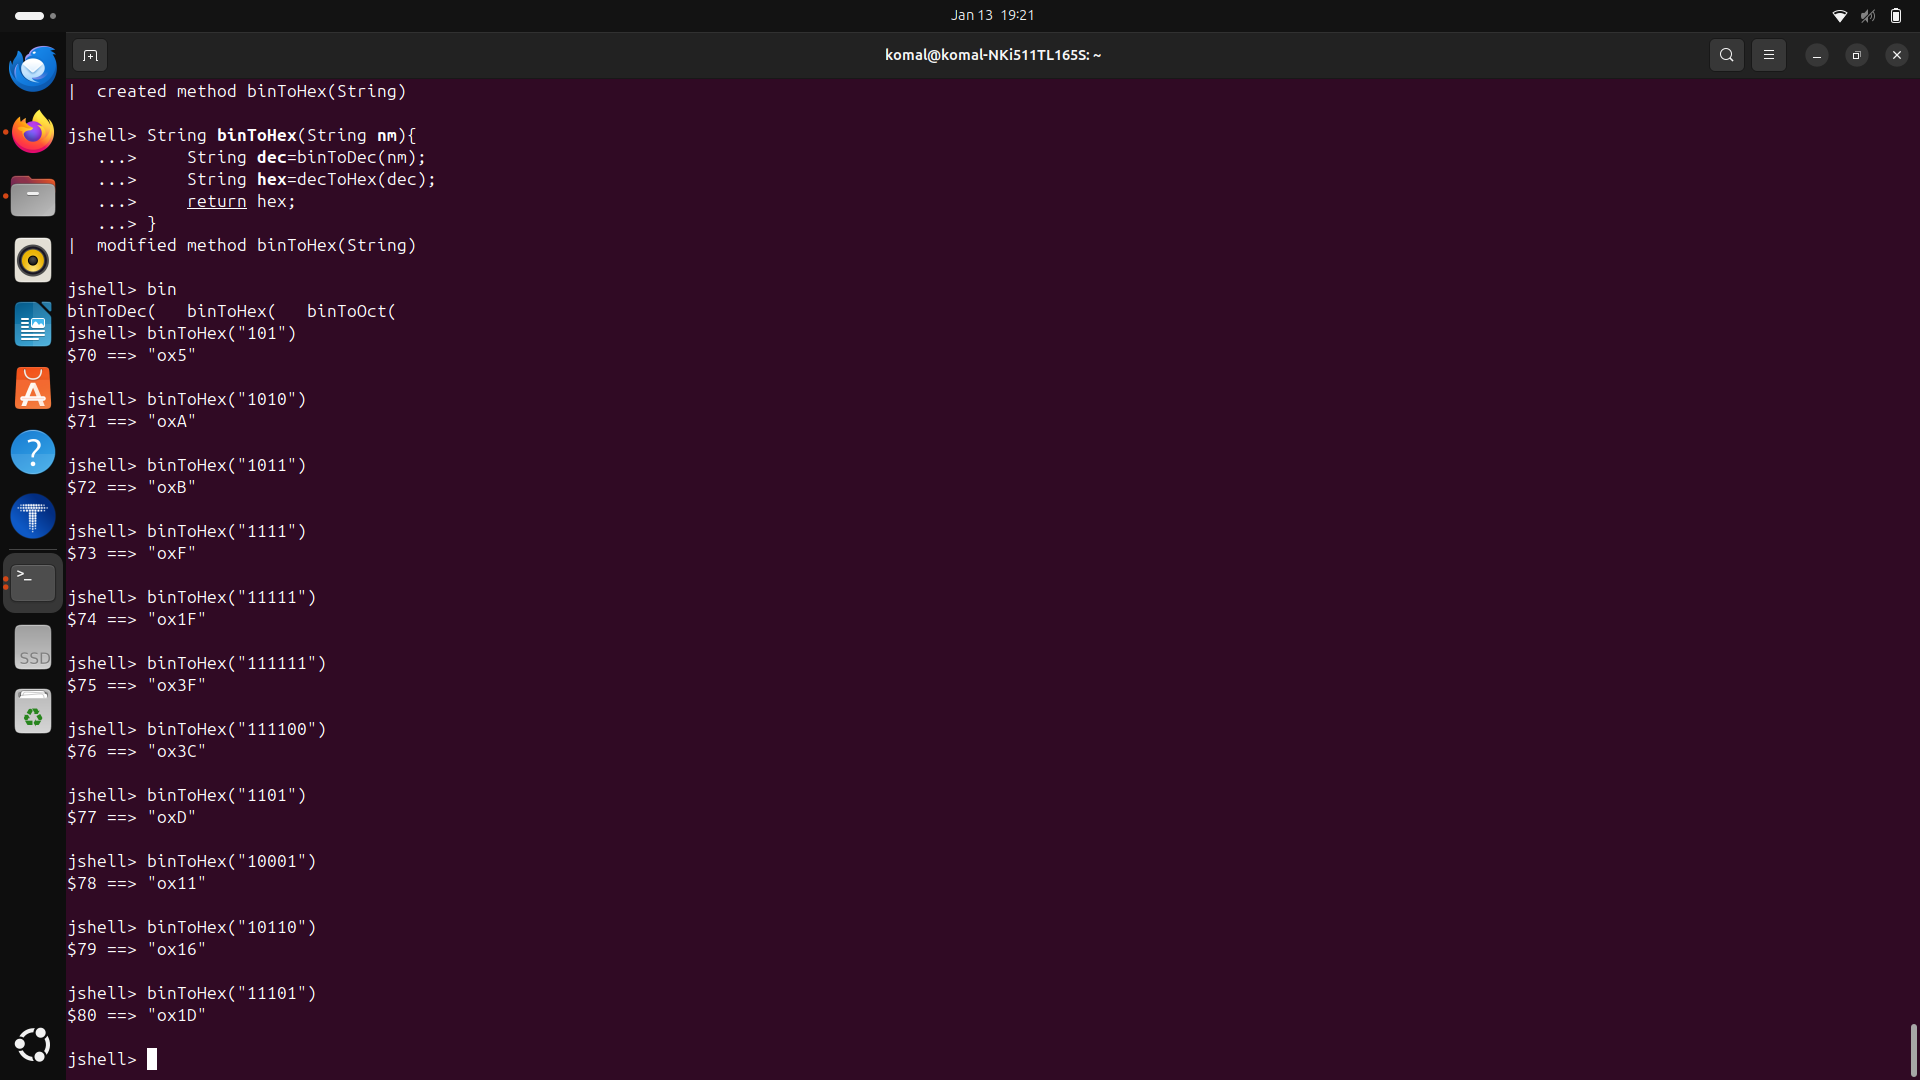 Jan 13 19:21
komal@komal-NKi511TL165S: ~
| created method binToHex(String)
jshell> String binToHex(String nm){
...> String dec=binToDec(nm);
...> String hex=decToHex(dec);
...> return hex;
...> }
| modified method binToHex(String)
jshell> bin
binToDec( binToHex( binToOct(
jshell> binToHex("101")
$70 ==> "ox5"
jshell> binToHex("1010")
$71 ==> "oxA"
jshell> binToHex("1011")
$72 ==> "oxB"
jshell> binToHex("1111")
$73 ==> "oxF"
jshell> binToHex("11111")
$74 ==> "ox1F"
jshell> binToHex("111111")
$75 ==> "ox3F"
jshell> binToHex("111100")
$76 ==> "ox3C"
jshell> binToHex("1101")
$77 ==> "oxD"
jshell> binToHex("10001")
$78 ==> "ox11"
jshell> binToHex("10110")
$79 ==> "ox16"
jshell> binToHex("11101")
$80 ==> "ox1D"
jshell>
SSD